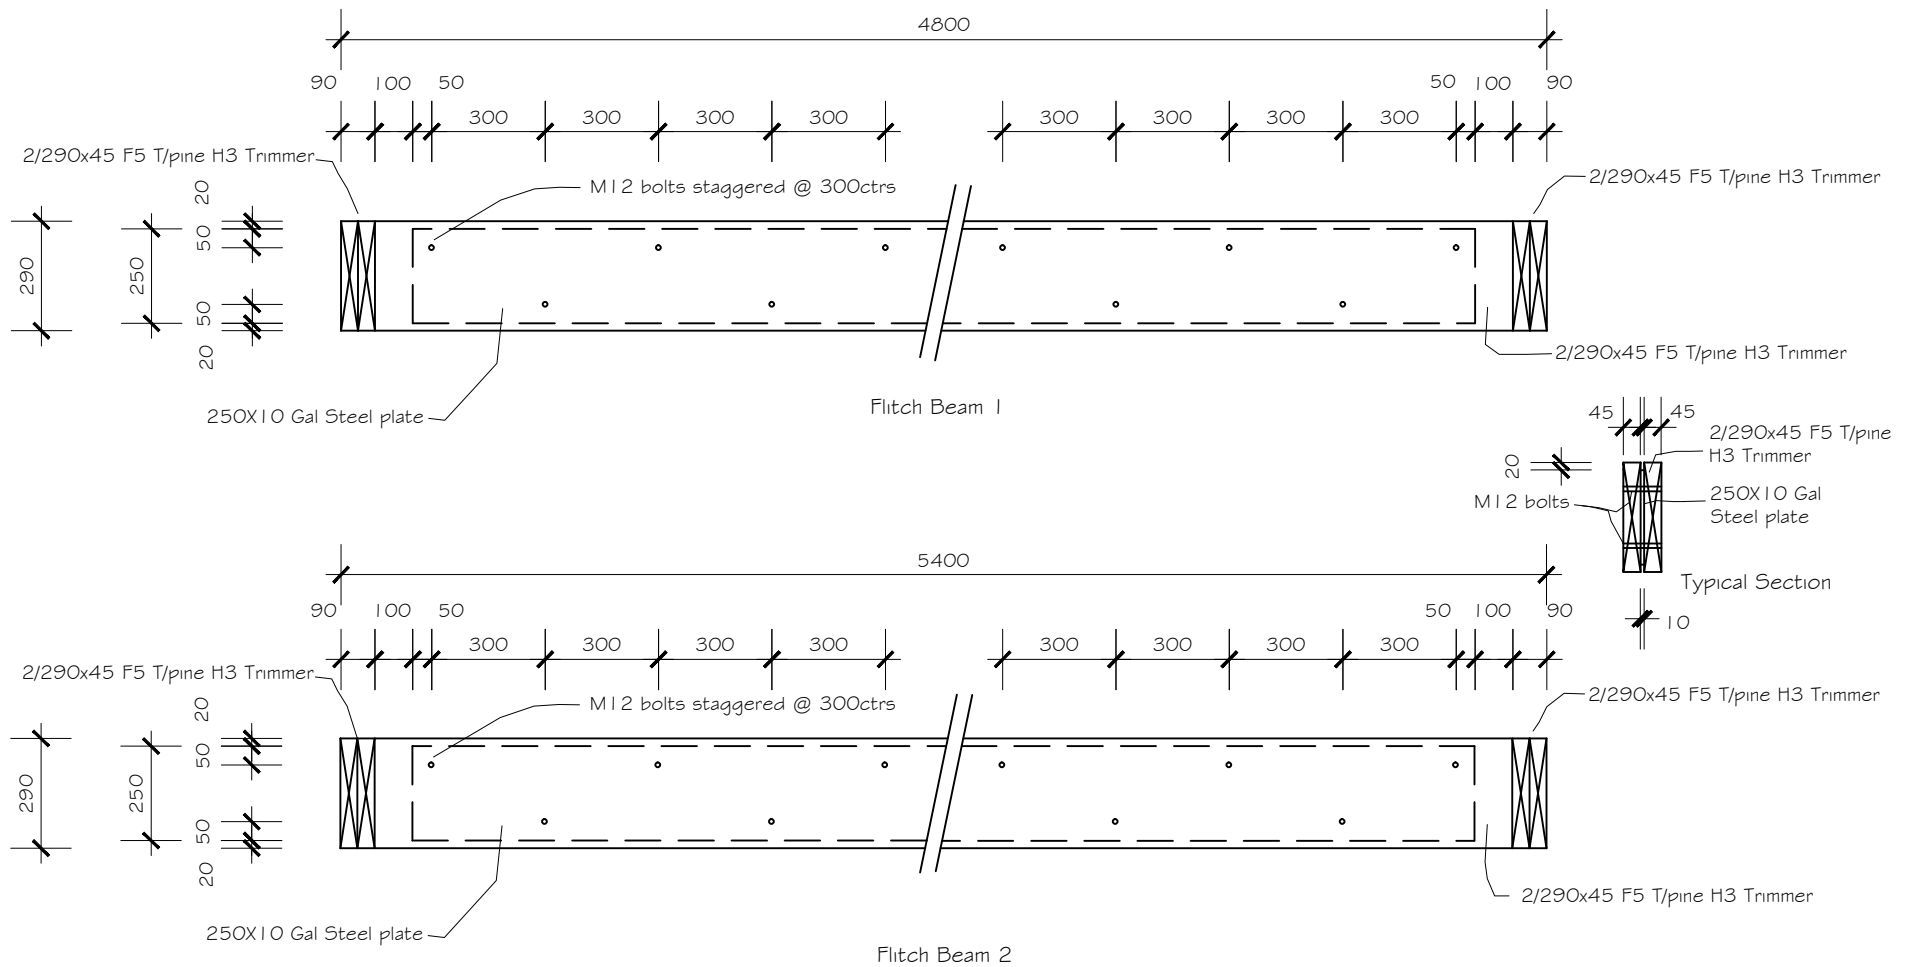 4800
90 100 50 50 100 90
300 300 300 300 300 300 300 300
2/290x45 F5 T/pine H3 Trimmer
M12 bolts staggered @ 300ctrs
2/290x45 F5 T/pine H3 Trimmer
20
50
290
250
50
20
2/290x45 F5 T/pine H3 Trimmer
250X10 Gal Steel plate
Flitch Beam 1
45 45
2/290x45 F5 T/pine
H3 Trimmer
20
M12 bolts
250X10 Gal
Steel plate
Typical Section
10
5400
90 100 50 50 100 90
300 300 300 300 300 300 300 300
2/290x45 F5 T/pine H3 Trimmer
M12 bolts staggered @ 300ctrs
2/290x45 F5 T/pine H3 Trimmer
20
50
290
250
50
20
2/290x45 F5 T/pine H3 Trimmer
250X10 Gal Steel plate
Flitch Beam 2